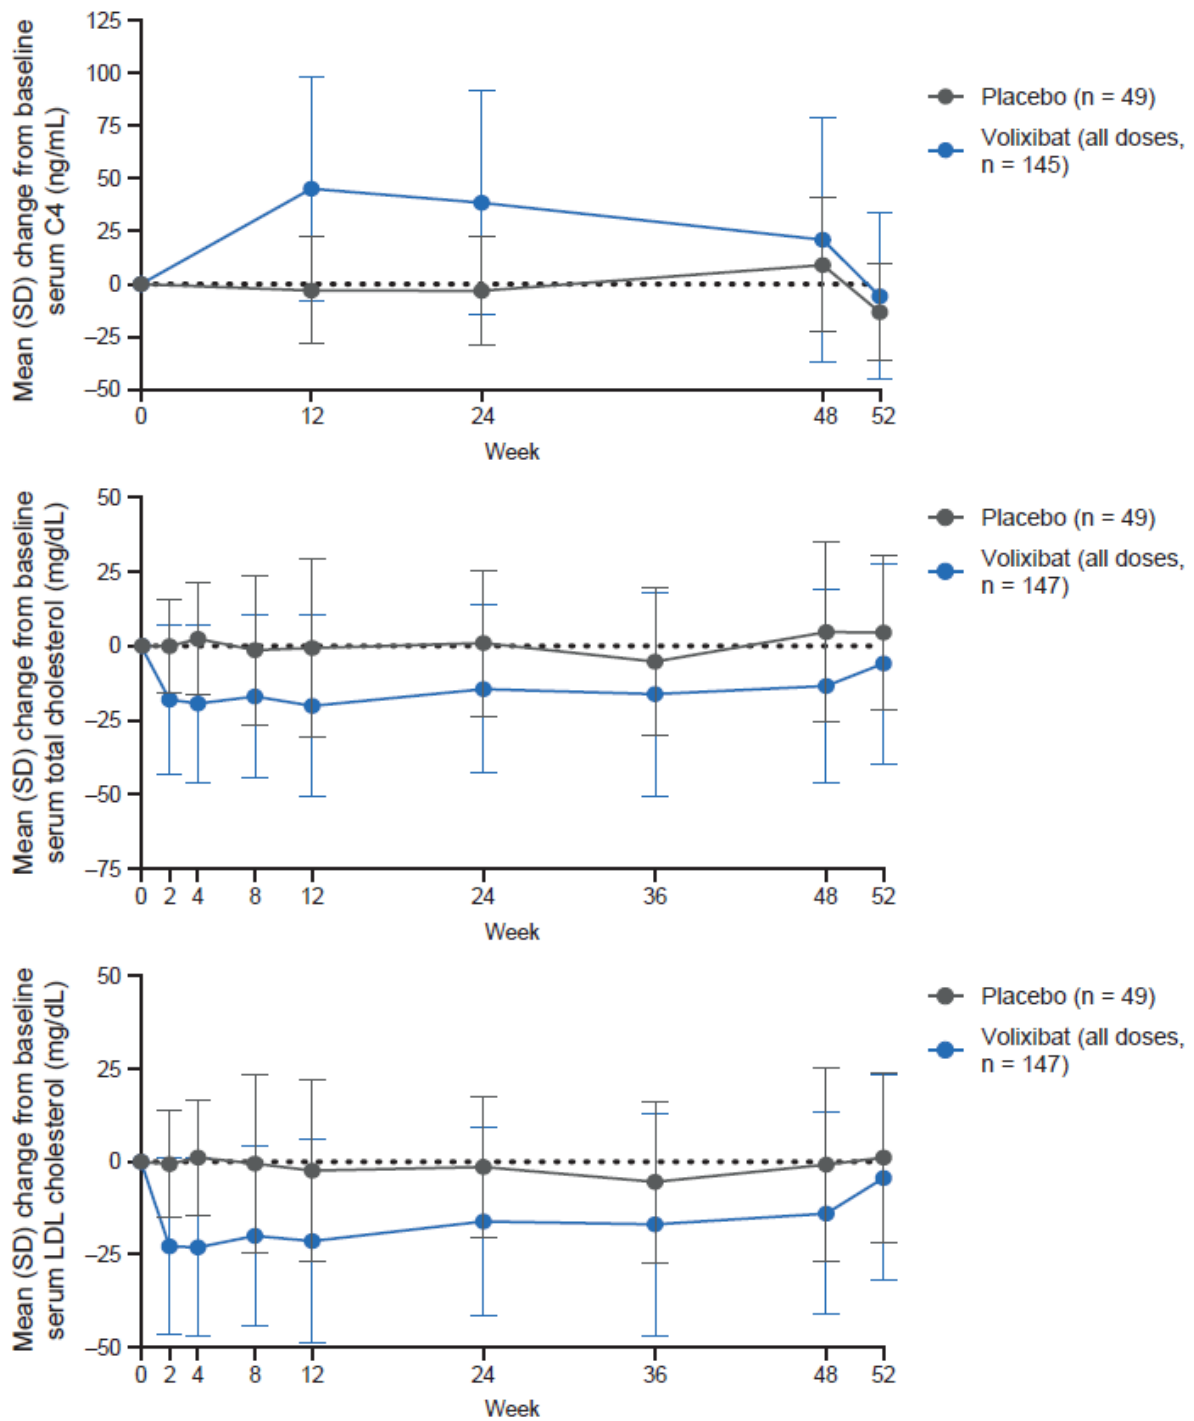 Mean (SD) change from baseline
serum C4 (ng/mL)
125
100
75
50
25
0
–25
–50
0 12 24 48 52
Week
Placebo (n = 49)
Volixibat (all doses,
n = 145)
Mean (SD) change from baseline
serum total cholesterol (mg/dL)
50
25
0
–25
–50
–75
0 2 4 8 12 24 36 48 52
Week
Placebo (n = 49)
Volixibat (all doses,
n = 147)
Mean (SD) change from baseline
serum LDL cholesterol (mg/dL)
50
25
0
–25
–50
0 2 4 8 12 24 36 48 52
Week
Placebo (n = 49)
Volixibat (all doses,
n = 147)